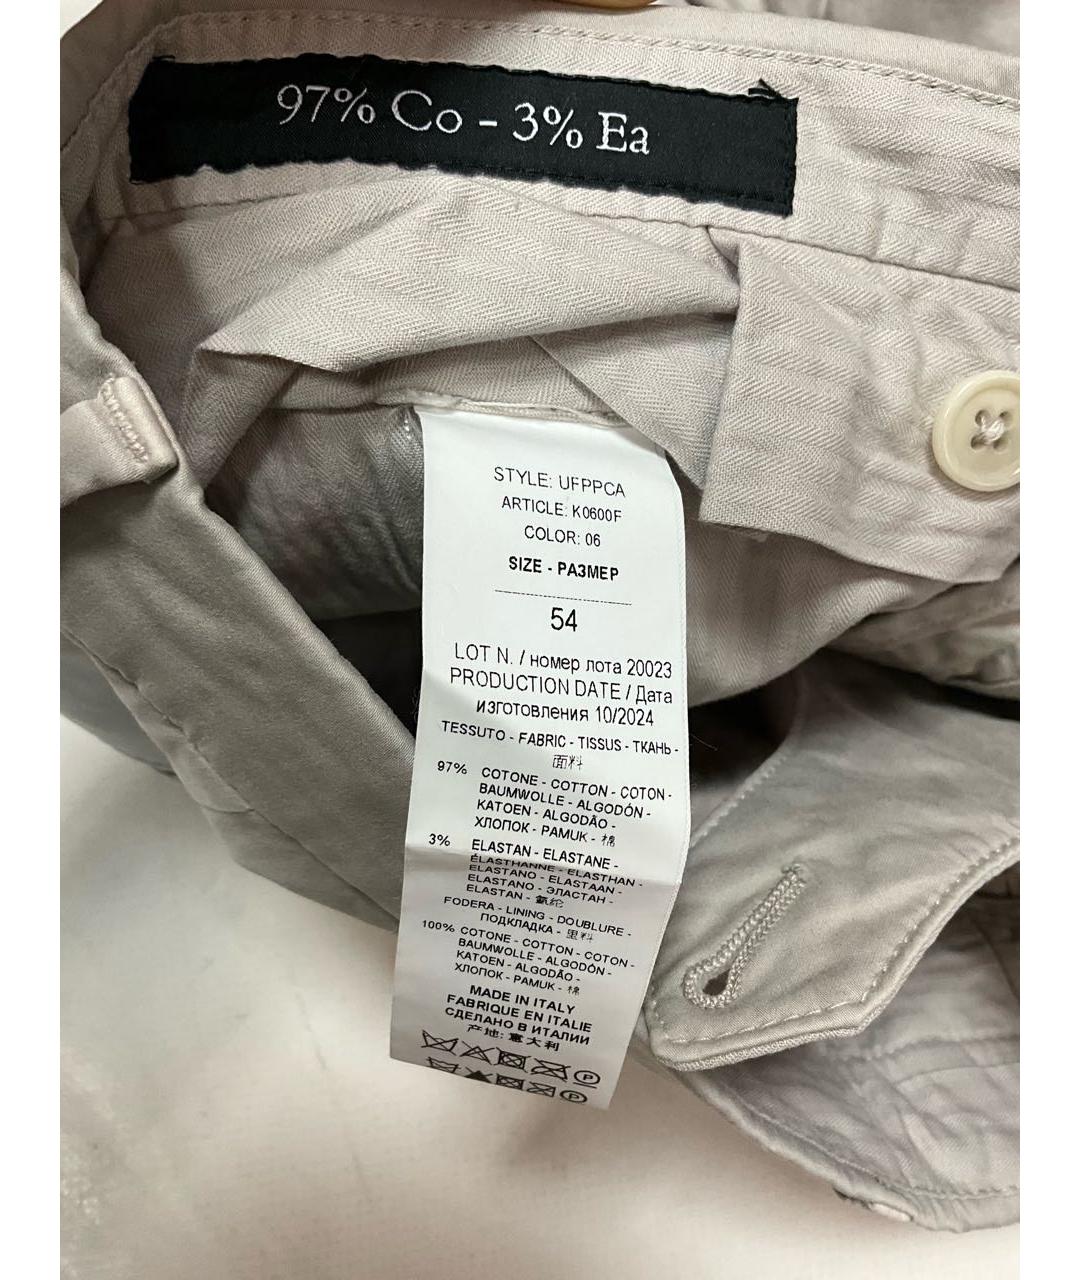 97% Co - 3% Ea
STYLE: UFPPCA
ARTICLE: K0600F
COLOR: 06
SIZE - РАЗМЕР
54
LOT N. / номер лота 20023
PRODUCTION DATE / Дата
изготовления 10/2024
TESSUTO - FABRIC - TISSUS - ТКАНЬ -
面料
97% COTONE - COTTON - COTON -
BAUMWOLLE - ALGODÓN -
KATOEN - ALGODÃO -
ХЛОПОК - PAMUK - 棉
3% ELASTAN - ELASTANE -
ÉLASTHANNE - ELASTHAN -
ELASTANO - ELASTAAN -
ELASTANO - ЭЛАСТАН -
ELASTAN - 氨纶
FODERA - LINING - DOUBLURE -
ПОДКЛАДКА - 里料
100% COTONE - COTTON - COTON -
BAUMWOLLE - ALGODÓN -
KATOEN - ALGODÃO -
ХЛОПОК - PAMUK - 棉
MADE IN ITALY
FABRIQUE EN ITALIE
СДЕЛАНО В ИТАЛИИ
产地: 意大利
P
P